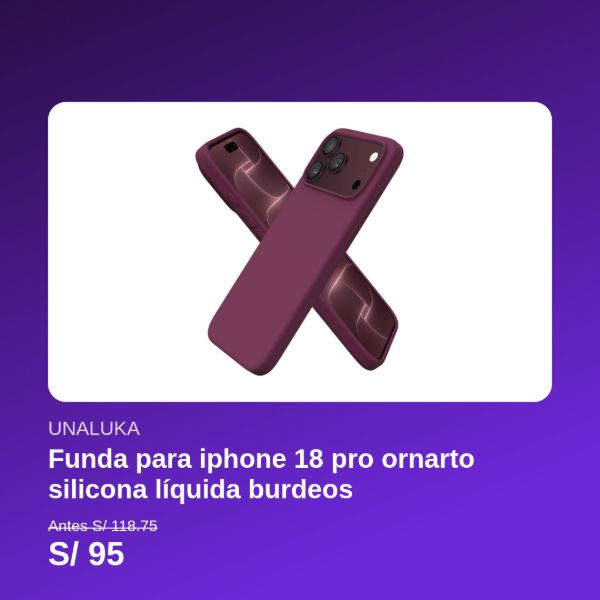 UNALUKA
Funda para iphone 18 pro ornarto
silicona líquida burdeos
Antes S/ 118.75
S/ 95